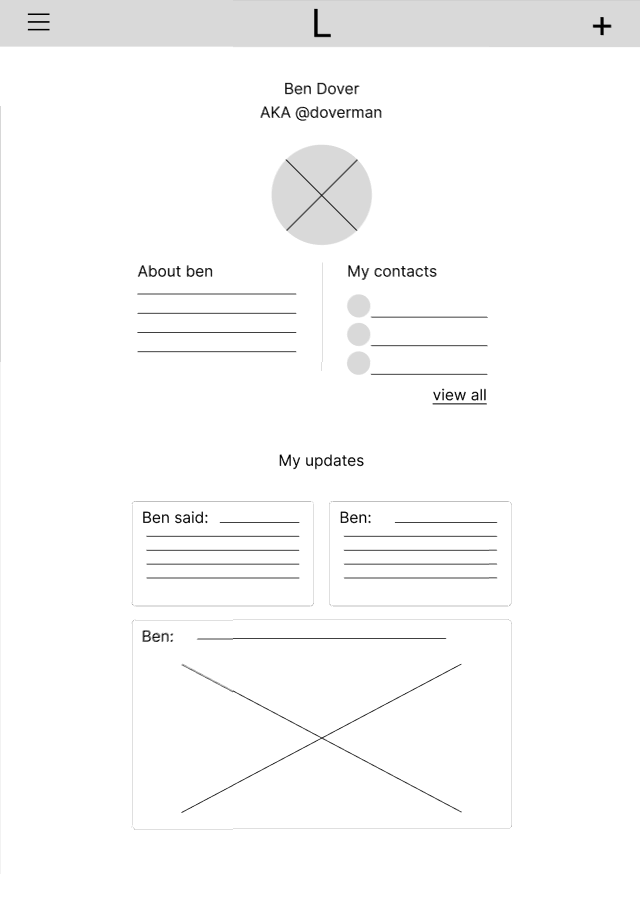 L
+
Ben Dover
AKA @doverman
About ben
My contacts
view all
My updates
Ben said:
Ben:
Ben: